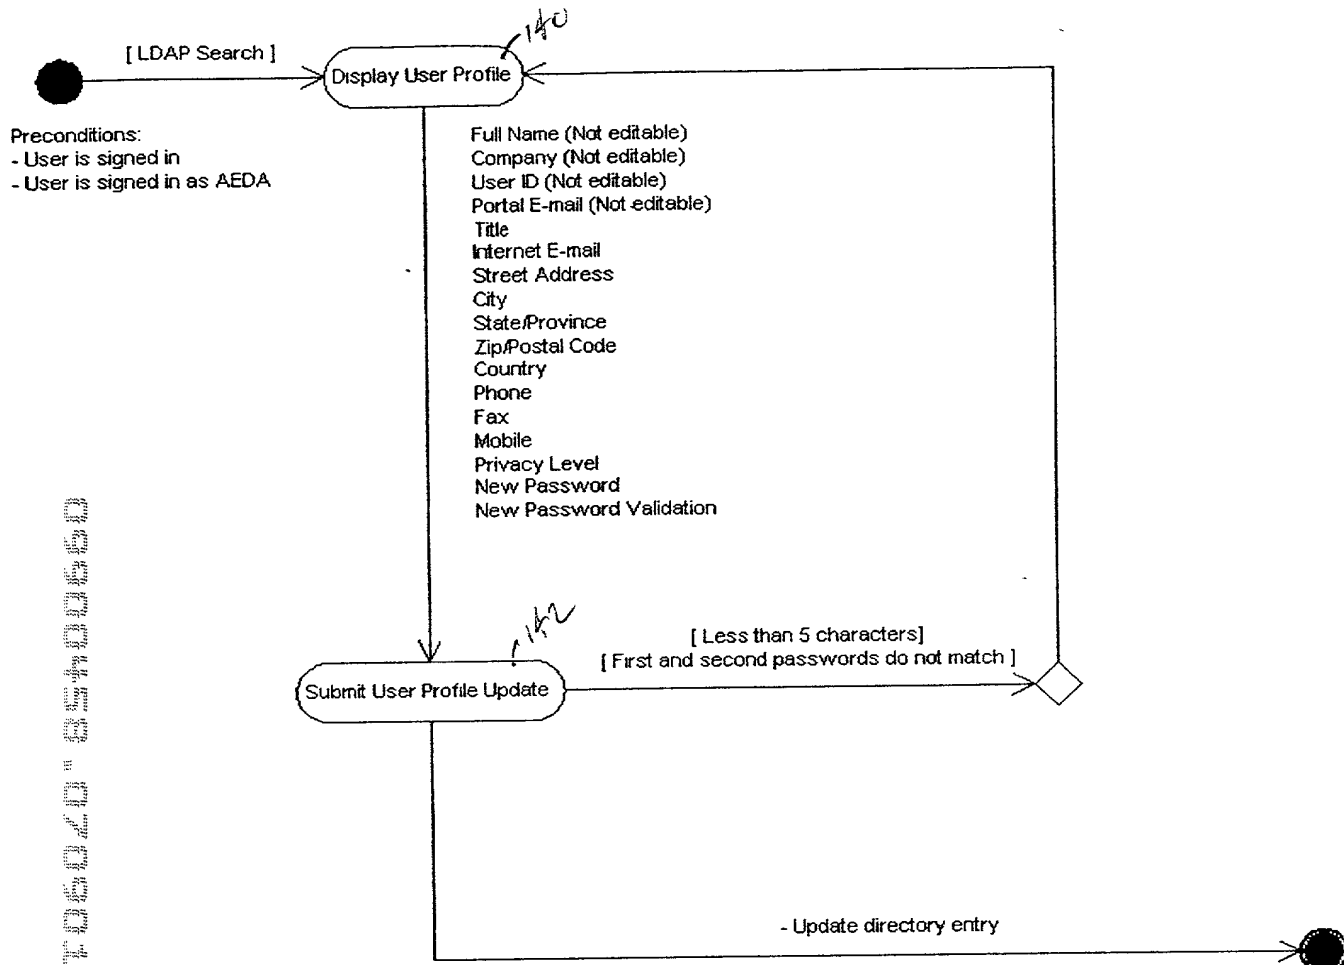 140
[ LDAP Search ]
Display User Profile
Preconditions:
- User is signed in
- User is signed in as AEDA
Full Name (Not editable)
Company (Not editable)
User ID (Not editable)
Portal E-mail (Not editable)
Title
Internet E-mail
Street Address
City
State/Province
Zip/Postal Code
Country
Phone
Fax
Mobile
Privacy Level
New Password
New Password Validation
142
[ Less than 5 characters]
[ First and second passwords do not match ]
Submit User Profile Update
- Update directory entry